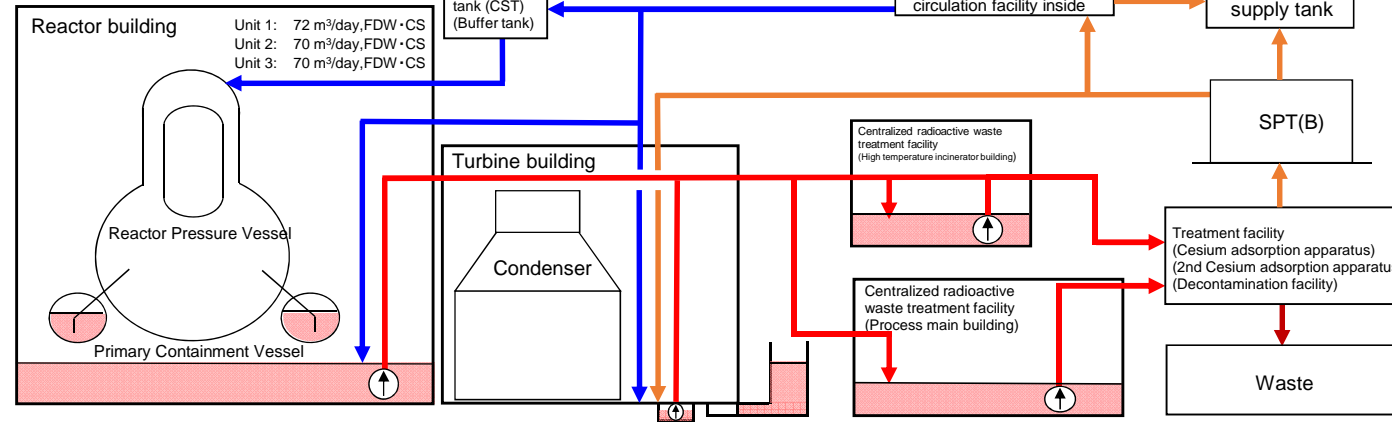 tank (CST)
(Buffer tank)
circulation facility inside
supply tank
Reactor building
Unit 1: 72 m³/day,FDW・CS
Unit 2: 70 m³/day,FDW・CS
Unit 3: 70 m³/day,FDW・CS
SPT(B)
Centralized radioactive waste
treatment facility
(High temperature incinerator building)
Turbine building
Reactor Pressure Vessel
Condenser
Treatment facility
(Cesium adsorption apparatus)
(2nd Cesium adsorption apparatus
(Decontamination facility)
Centralized radioactive
waste treatment facility
(Process main building)
Primary Containment Vessel
Waste